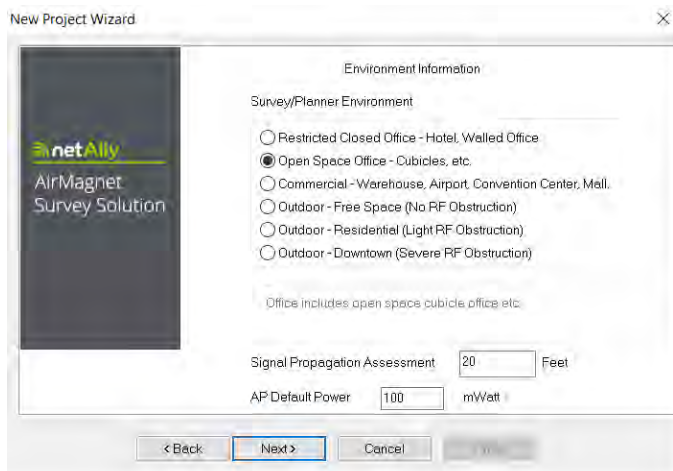 New Project Wizard
Environment Information
Survey/Planner Environment
netAlly
AirMagnet
Survey Solution
Restricted Closed Office - Hotel, Walled Office
Open Space Office - Cubicles, etc.
Commercial - Warehouse, Airport, Convention Center, Mall.
Outdoor - Free Space (No RF Obstruction)
Outdoor - Residential (Light RF Obstruction)
Outdoor - Downtown (Severe RF Obstruction)
Office includes open space cubicle office etc.
Signal Propagation Assessment 20 Feet
AP Default Power 100 mWatt
< Back Next > Cancel